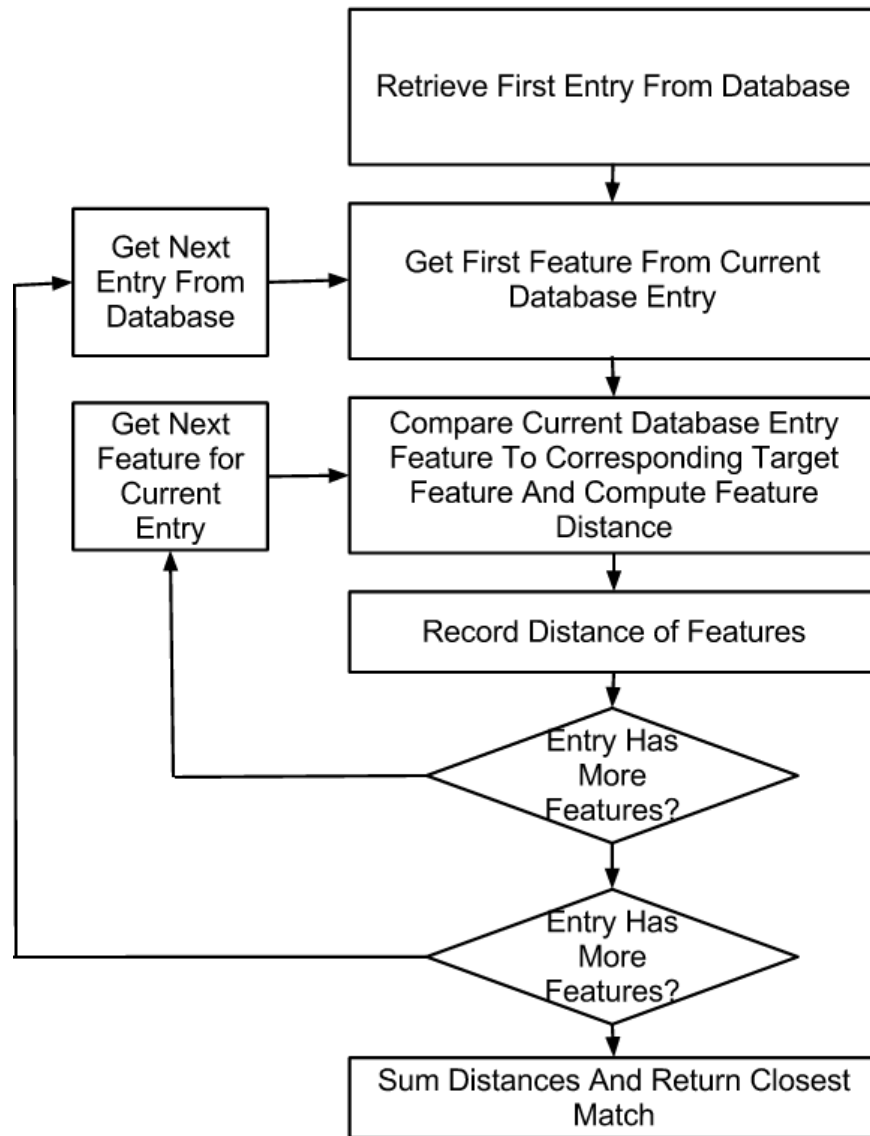 Retrieve First Entry From Database
Get Next
Entry From
Database
Get First Feature From Current
Database Entry
Get Next
Feature for
Current
Entry
Compare Current Database Entry
Feature To Corresponding Target
Feature And Compute Feature
Distance
Record Distance of Features
Entry Has
More
Features?
Entry Has
More
Features?
Sum Distances And Return Closest
Match